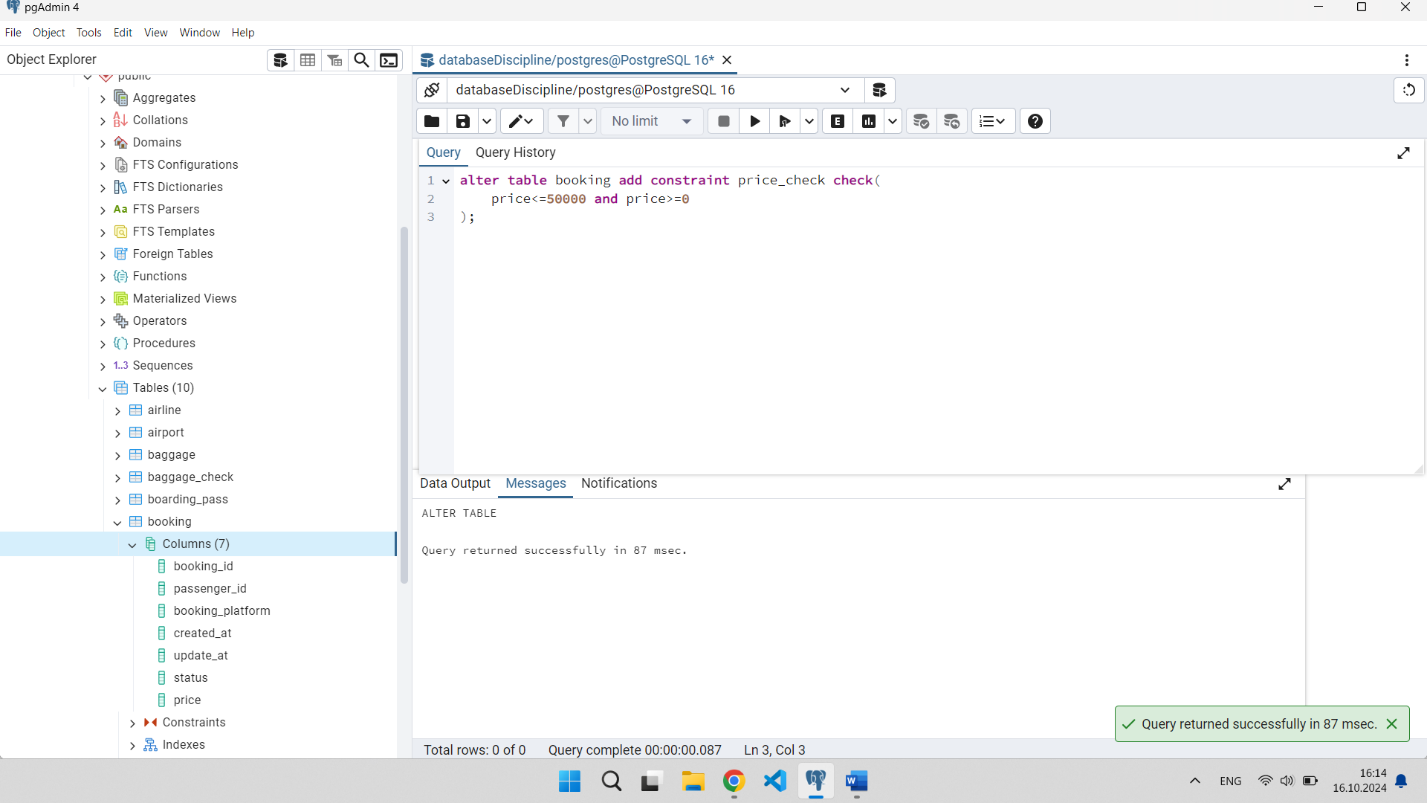 pgAdmin 4
File Object Tools Edit View Window Help
Object Explorer
databaseDiscipline/postgres@PostgreSQL 16*
public
Aggregates
Collations
Domains
FTS Configurations
FTS Dictionaries
Aa FTS Parsers
FTS Templates
Foreign Tables
Functions
Materialized Views
Operators
Procedures
1..3 Sequences
Tables (10)
airline
airport
baggage
baggage_check
boarding_pass
booking
Columns (7)
booking_id
passenger_id
booking_platform
created_at
update_at
status
price
Constraints
Indexes
databaseDiscipline/postgres@PostgreSQL 16
No limit
E
Query Query History
1 alter table booking add constraint price_check check(
2 price<=50000 and price>=0
3 );
Data Output Messages Notifications
ALTER TABLE
Query returned successfully in 87 msec.
Query returned successfully in 87 msec.
Total rows: 0 of 0 Query complete 00:00:00.087 Ln 3, Col 3
ENG
16:14
16.10.2024